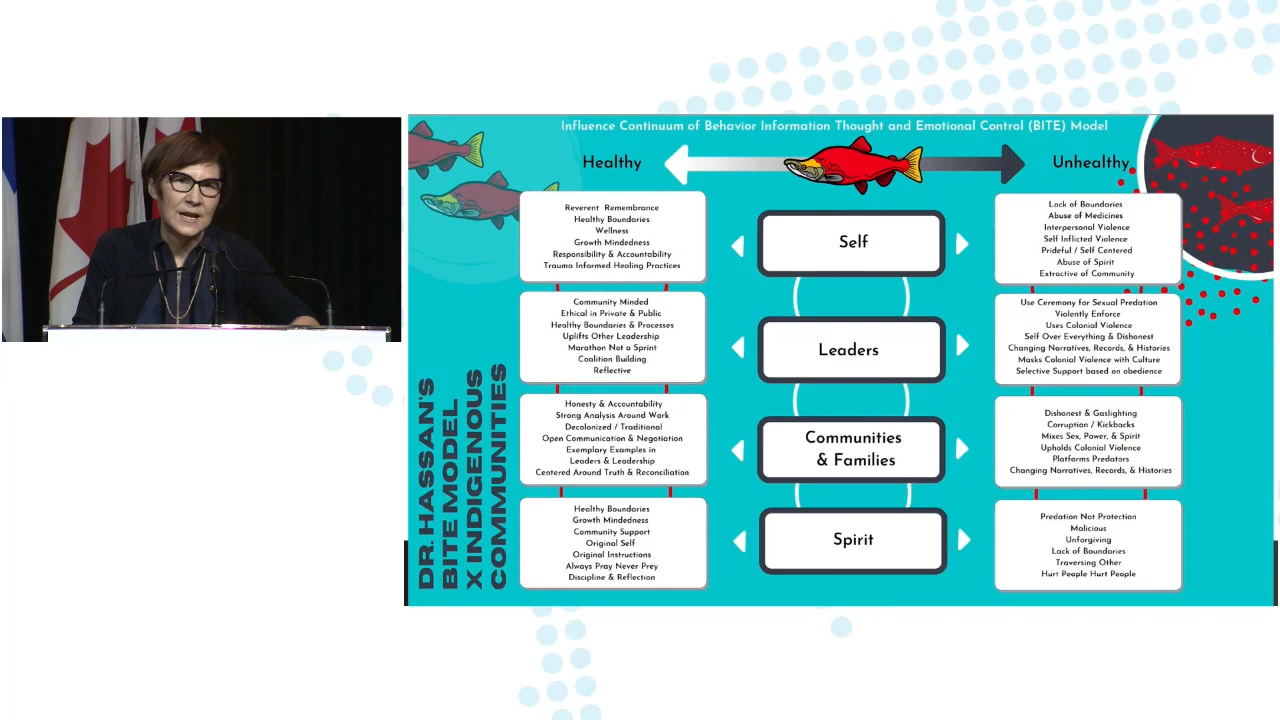 Influence Continuum of Behavior Information Thought and Emotional Control (BITE) Model
Healthy
Unhealthy
Reverent Remembrance
Healthy Boundaries
Wellness
Growth Mindedness
Responsibility & Accountability
Trauma Informed Healing Practices
Self
Lack of Boundaries
Abuse of Medicines
Interpersonal Violence
Self Inflicted Violence
Prideful / Self Centered
Abuse of Spirit
Extractive of Community
Community Minded
Ethical in Private & Public
Healthy Boundaries & Processes
Uplifts Other Leadership
Marathon Not a Sprint
Coalition Building
Reflective
Leaders
Use Ceremony for Sexual Predation
Violently Enforce
Uses Colonial Violence
Self Over Everything & Dishonest
Changing Narratives, Records, & Histories
Masks Colonial Violence with Culture
Selective Support based on obedience
Honesty & Accountability
Strong Analysis Around Work
Decolonized / Traditional
Open Communication & Negotiation
Exemplary Examples in
Leaders & Leadership
Centered Around Truth & Reconciliation
Communities
& Families
Dishonest & Gaslighting
Corruption / Kickbacks
Mixes Sex, Power, & Spirit
Upholds Colonial Violence
Platforms Predators
Changing Narratives, Records, & Histories
Healthy Boundaries
Growth Mindedness
Community Support
Original Self
Original Instructions
Always Pray Never Prey
Discipline & Reflection
Spirit
Predation Not Protection
Malicious
Unforgiving
Lack of Boundaries
Traversing Other
Hurt People Hurt People
DR. HASSAN'S
BITE MODEL
X INDIGENOUS
COMMUNITIES